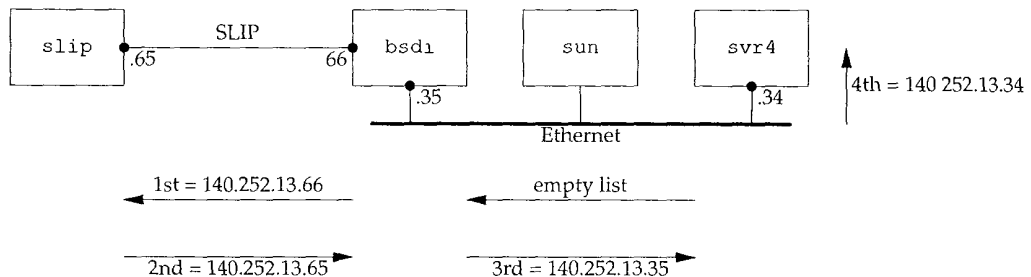 slip
SLIP
bsdi
sun
svr4
.65
66
.35
.34
4th = 140 252.13.34
Ethernet
1st = 140.252.13.66
empty list
2nd = 140.252.13.65
3rd = 140.252.13.35